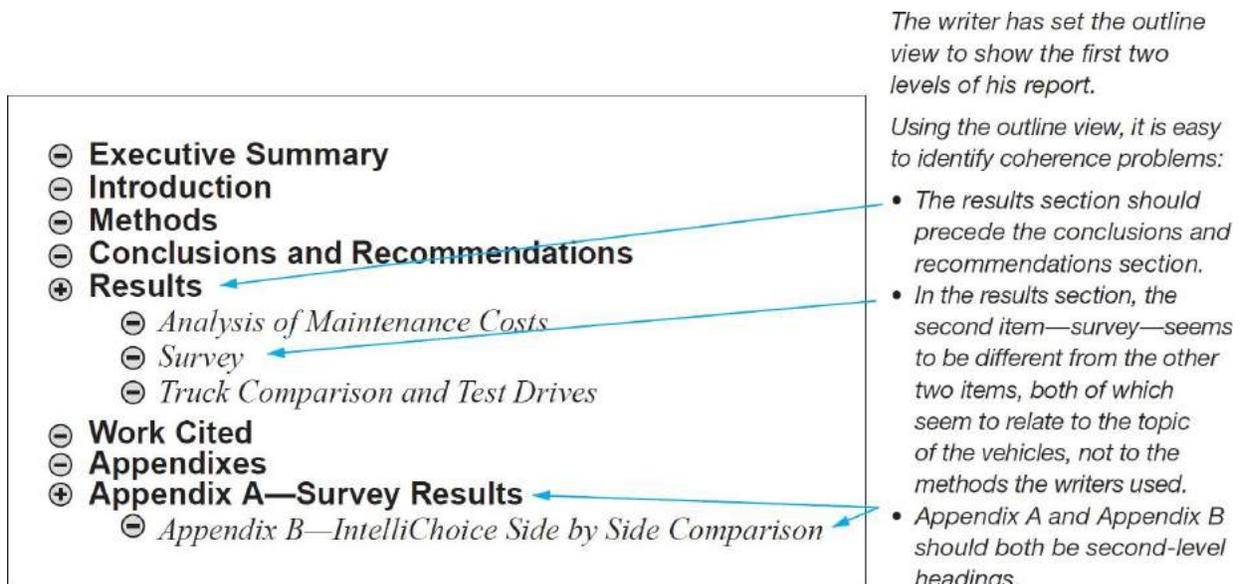 The writer has set the outline
view to show the first two
levels of his report.
Using the outline view, it is easy
to identify coherence problems:
• The results section should
precede the conclusions and
recommendations section.
• In the results section, the
second item—survey—seems
to be different from the other
two items, both of which
seem to relate to the topic
of the vehicles, not to the
methods the writers used.
• Appendix A and Appendix B
should both be second-level
headings.
Executive Summary
Introduction
Methods
Conclusions and Recommendations
Results
Analysis of Maintenance Costs
Survey
Truck Comparison and Test Drives
Work Cited
Appendixes
Appendix A—Survey Results
Appendix B—IntelliChoice Side by Side Comparison